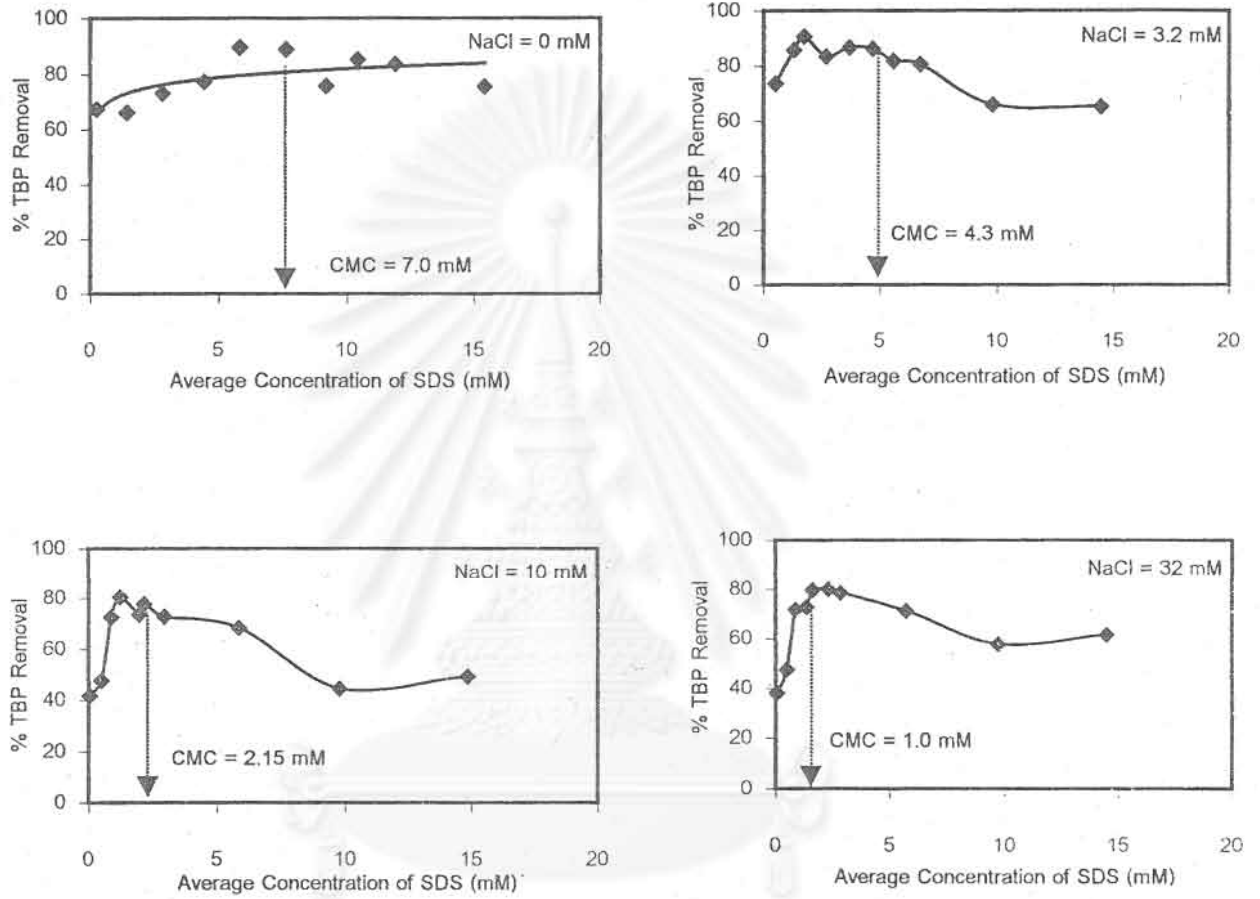 100
80
60
40
20
0
% TBP Removal
NaCl = 0 mM
CMC = 7.0 mM
0 5 10 15 20
Average Concentration of SDS (mM)
100
80
60
40
20
0
% TBP Removal
NaCl = 3.2 mM
CMC = 4.3 mM
0 5 10 15 20
Average Concentration of SDS (mM)
100
80
60
40
20
0
% TBP Removal
NaCl = 10 mM
CMC = 2.15 mM
0 5 10 15 20
Average Concentration of SDS (mM)
100
80
60
40
20
0
% TBP Removal
NaCl = 32 mM
CMC = 1.0 mM
0 5 10 15 20
Average Concentration of SDS (mM)